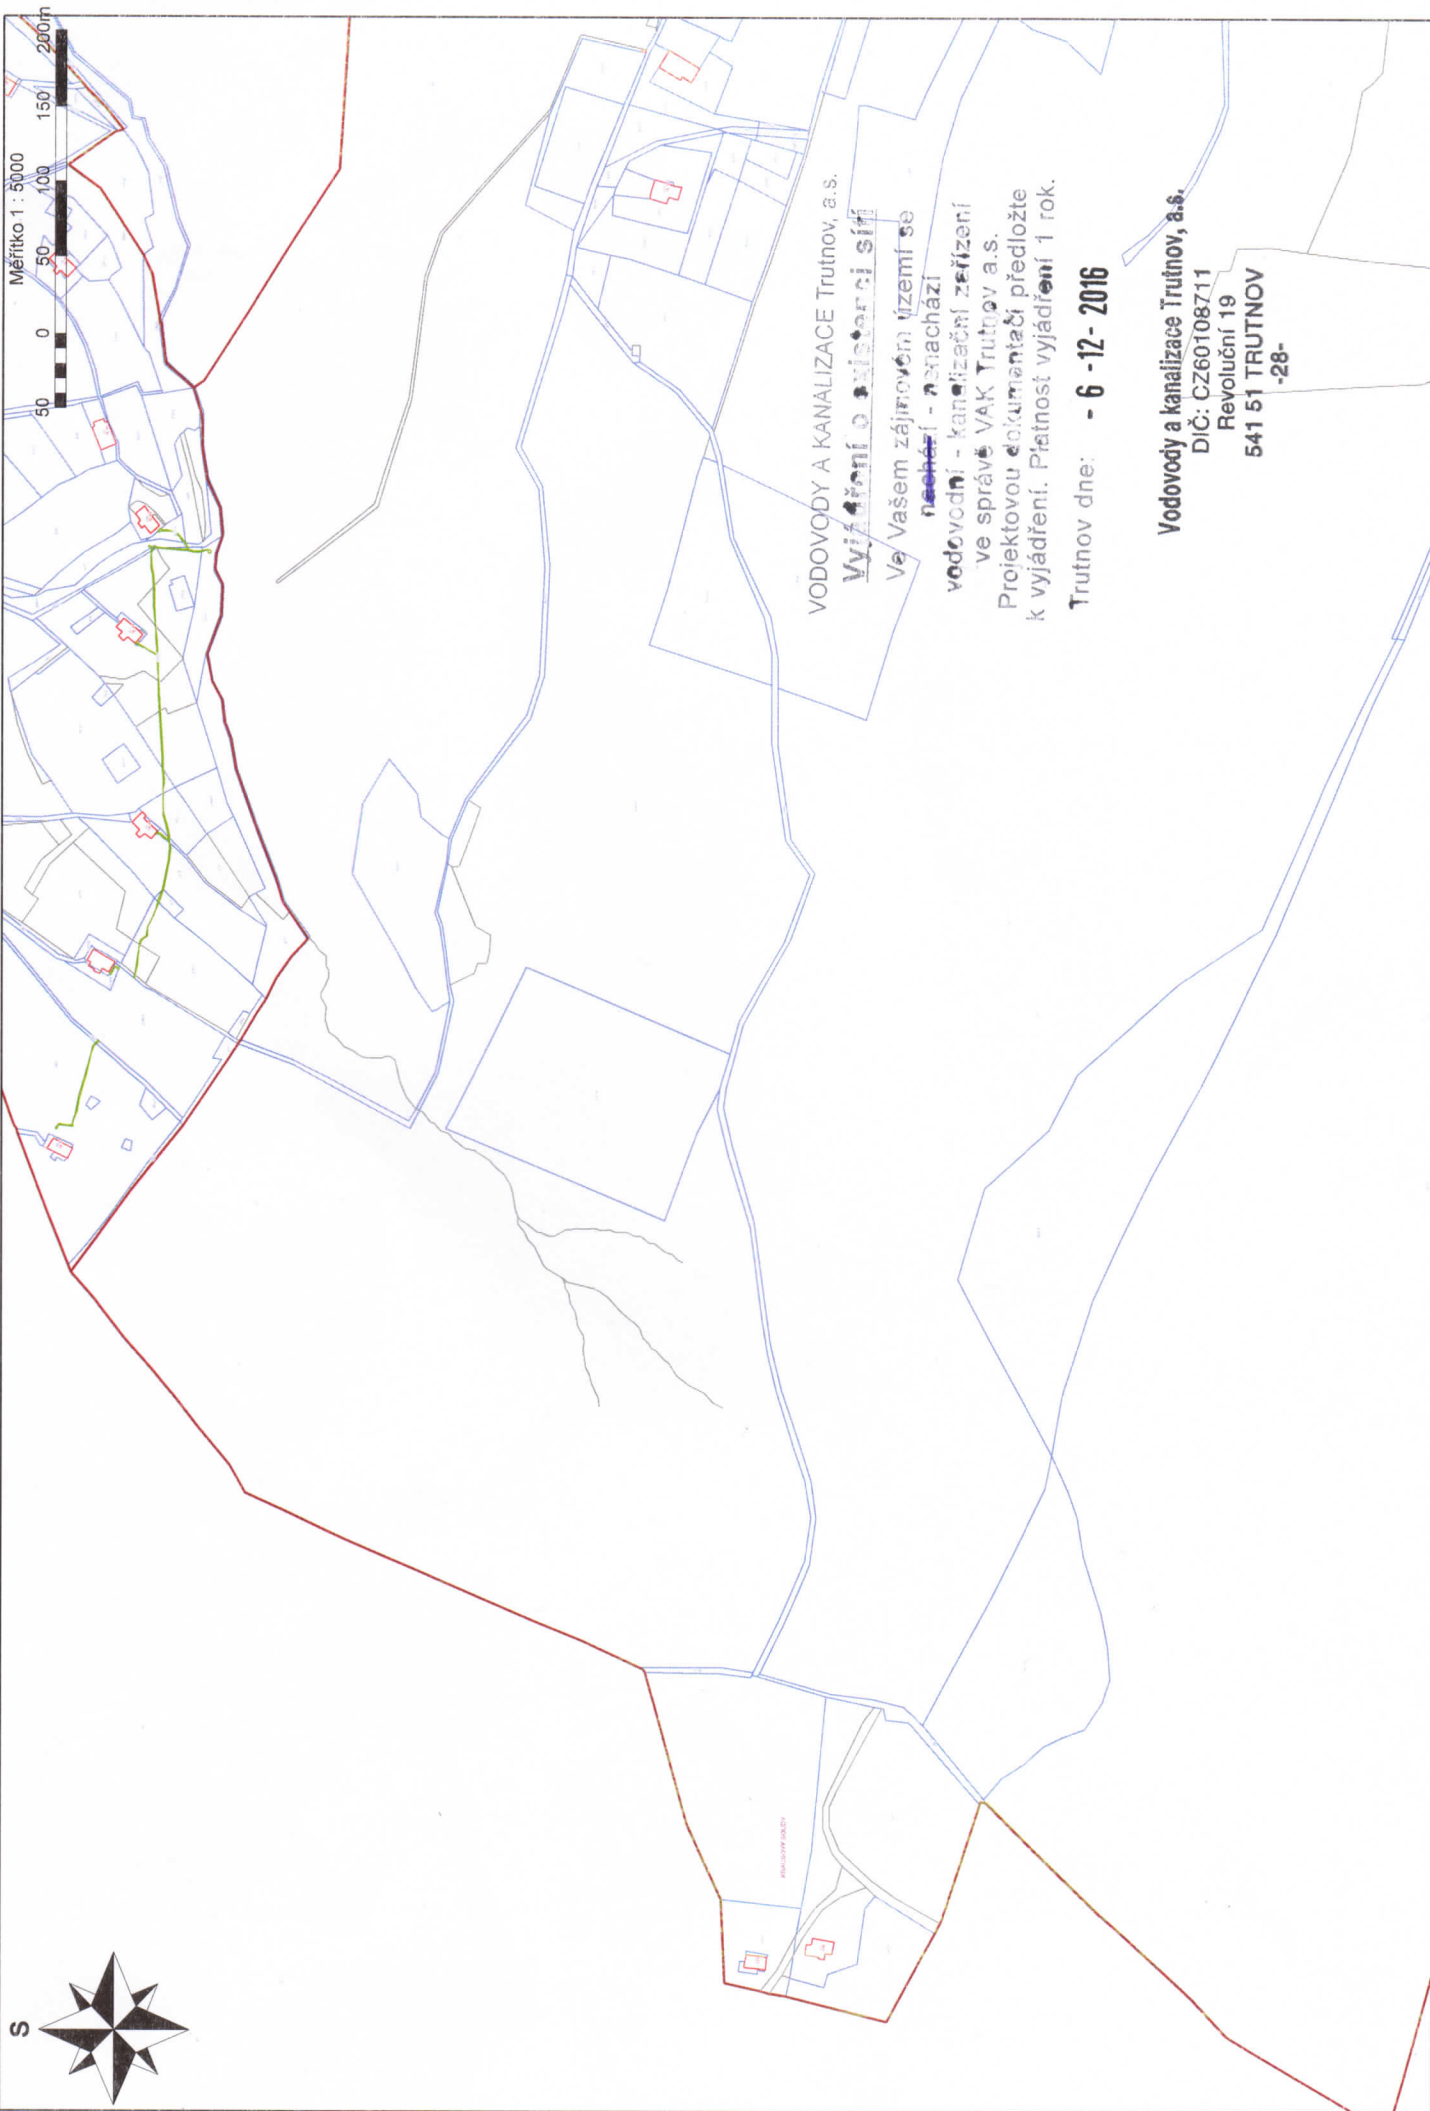 S
Měřítko 1 : 5000
50 0 50 100 150 200m
VODOVODY A KANALIZACE Trutnov, a.s.
Vyjádření o existenci sítí
Ve Vašem zájmovém území se
nachází - nenachází
vodovodní - kanalizační zařízení
ve správě VAK Trutnov a.s.
Projektovou dokumentaci předložte
k vyjádření. Platnost vyjádření 1 rok.
Trutnov dne: - 6 -12- 2016
Vodovody a kanalizace Trutnov, a.s.
DIČ: CZ60108711
Revoluční 19
541 51 TRUTNOV
-28-